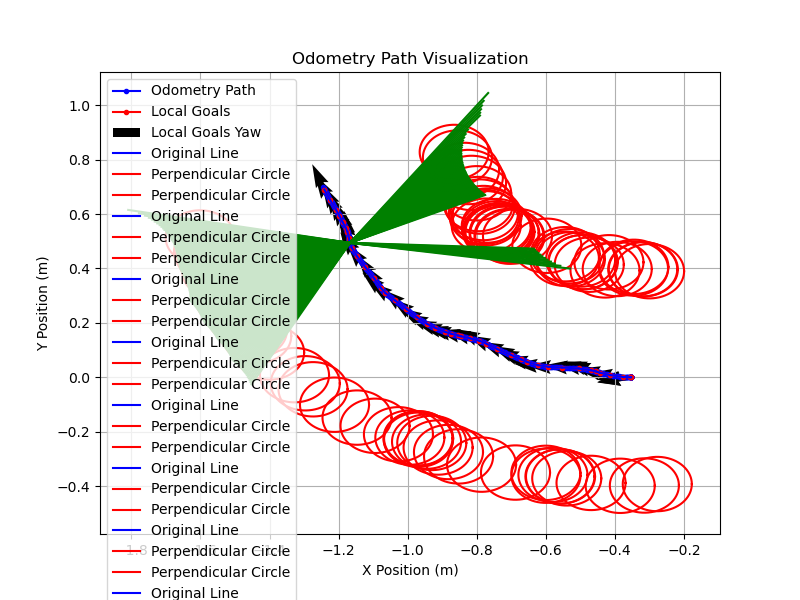 Odometry Path Visualization
Y Position (m)
1.0
0.8
0.6
0.4
0.2
0.0
−0.2
−0.4
Odometry Path
Local Goals
Local Goals Yaw
Original Line
Perpendicular Circle
Perpendicular Circle
Original Line
Perpendicular Circle
Perpendicular Circle
Original Line
Perpendicular Circle
Perpendicular Circle
Original Line
Perpendicular Circle
Perpendicular Circle
Original Line
Perpendicular Circle
Perpendicular Circle
Original Line
Perpendicular Circle
Perpendicular Circle
Original Line
Perpendicular Circle
Perpendicular Circle
Original Line
−1.2
−1.0
−0.8
−0.6
−0.4
−0.2
X Position (m)